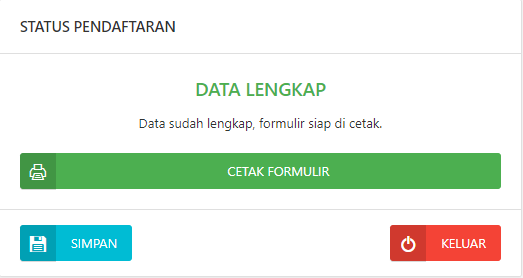 STATUS PENDAFTARAN
DATA LENGKAP
Data sudah lengkap, formulir siap di cetak.
CETAK FORMULIR
SIMPAN
KELUAR